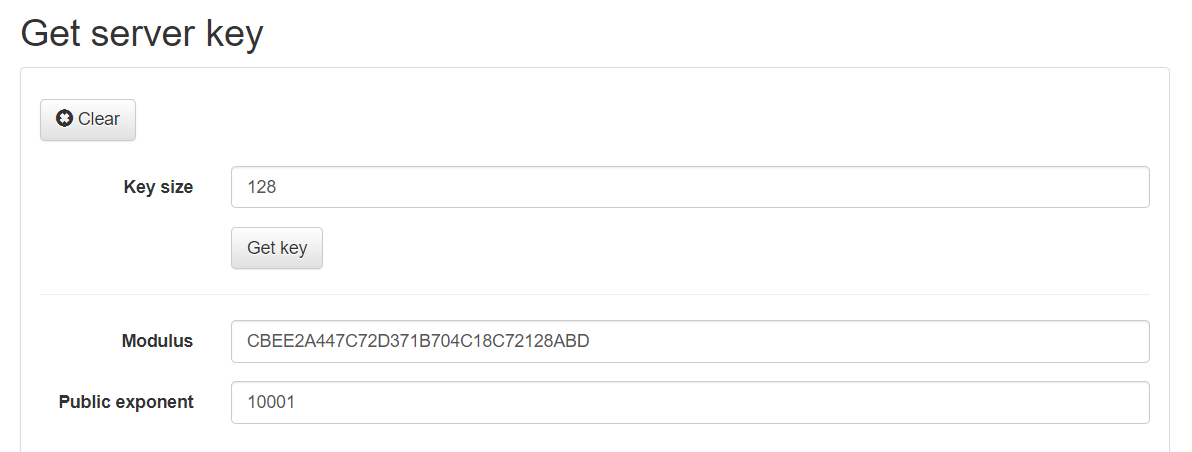 Get server key
Clear
Key size 128
Get key
Modulus CBEE2A447C72D371B704C18C72128ABD
Public exponent 10001